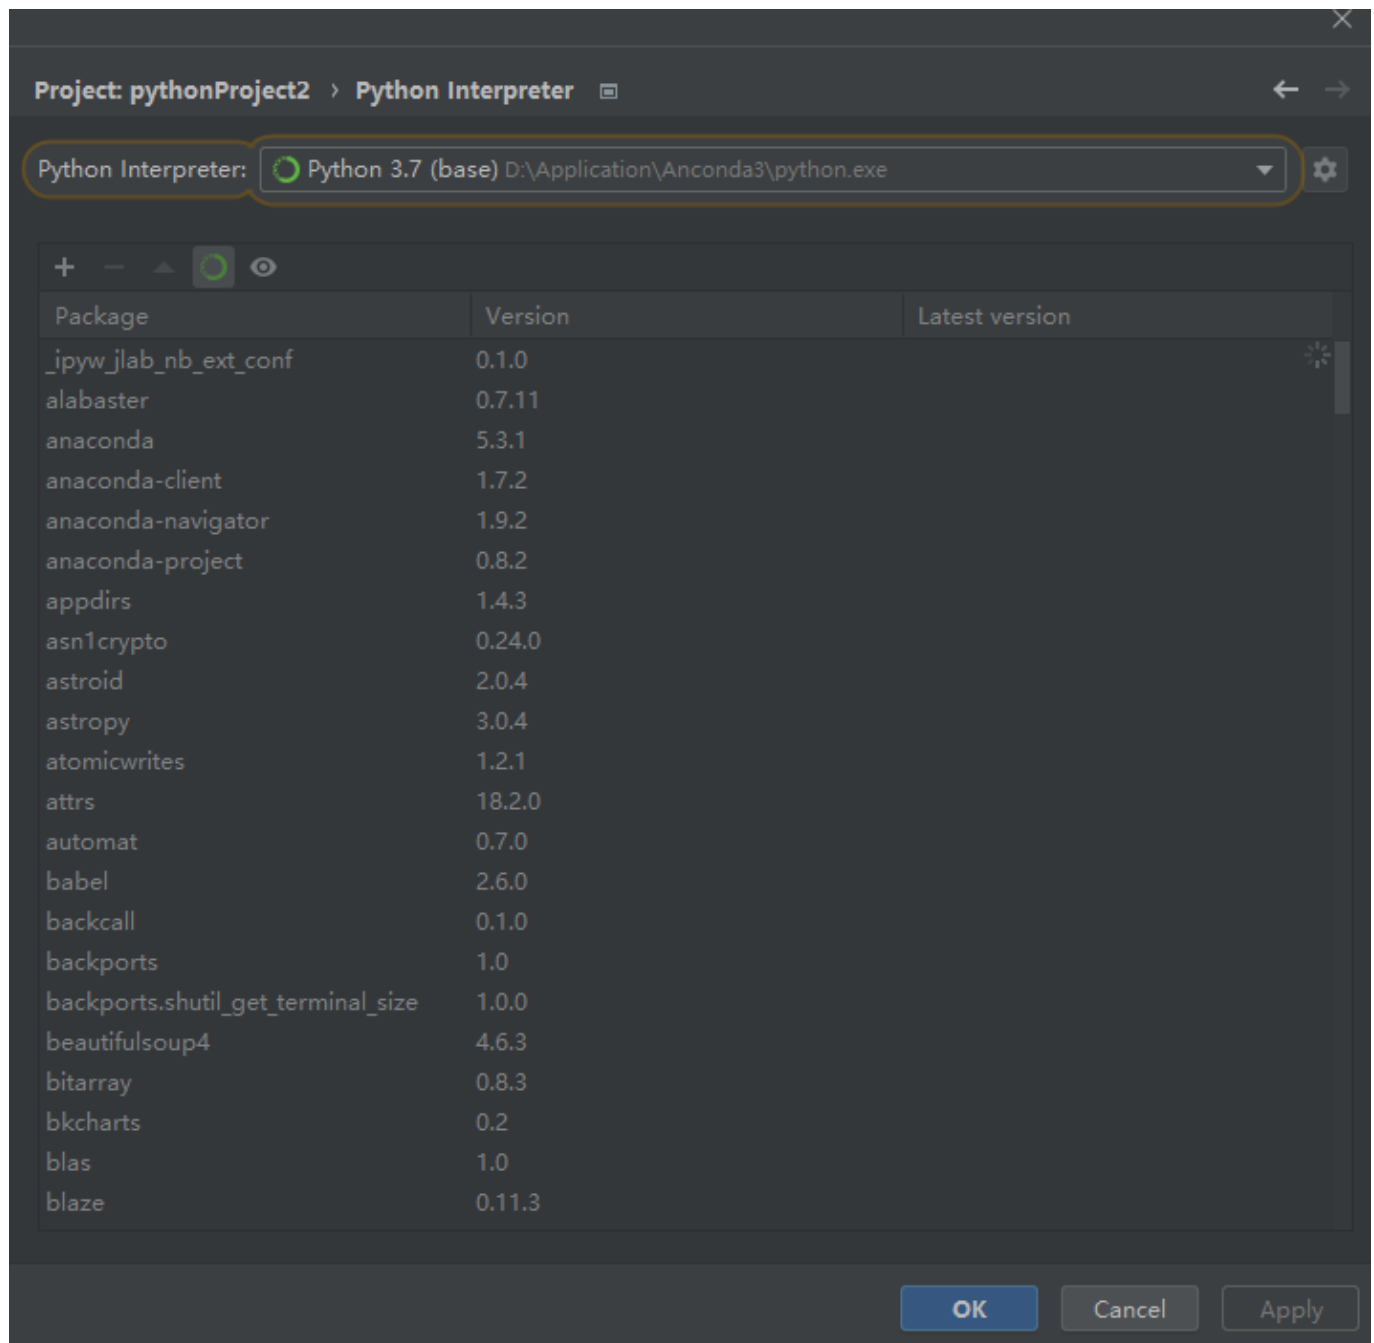 Project: pythonProject2 › Python Interpreter
Python Interpreter: Python 3.7 (base) D:\Application\Anconda3\python.exe
Package Version Latest version
_ipyw_jlab_nb_ext_conf 0.1.0
alabaster 0.7.11
anaconda 5.3.1
anaconda-client 1.7.2
anaconda-navigator 1.9.2
anaconda-project 0.8.2
appdirs 1.4.3
asn1crypto 0.24.0
astroid 2.0.4
astropy 3.0.4
atomicwrites 1.2.1
attrs 18.2.0
automat 0.7.0
babel 2.6.0
backcall 0.1.0
backports 1.0
backports.shutil_get_terminal_size 1.0.0
beautifulsoup4 4.6.3
bitarray 0.8.3
bkcharts 0.2
blas 1.0
blaze 0.11.3
OK Cancel Apply